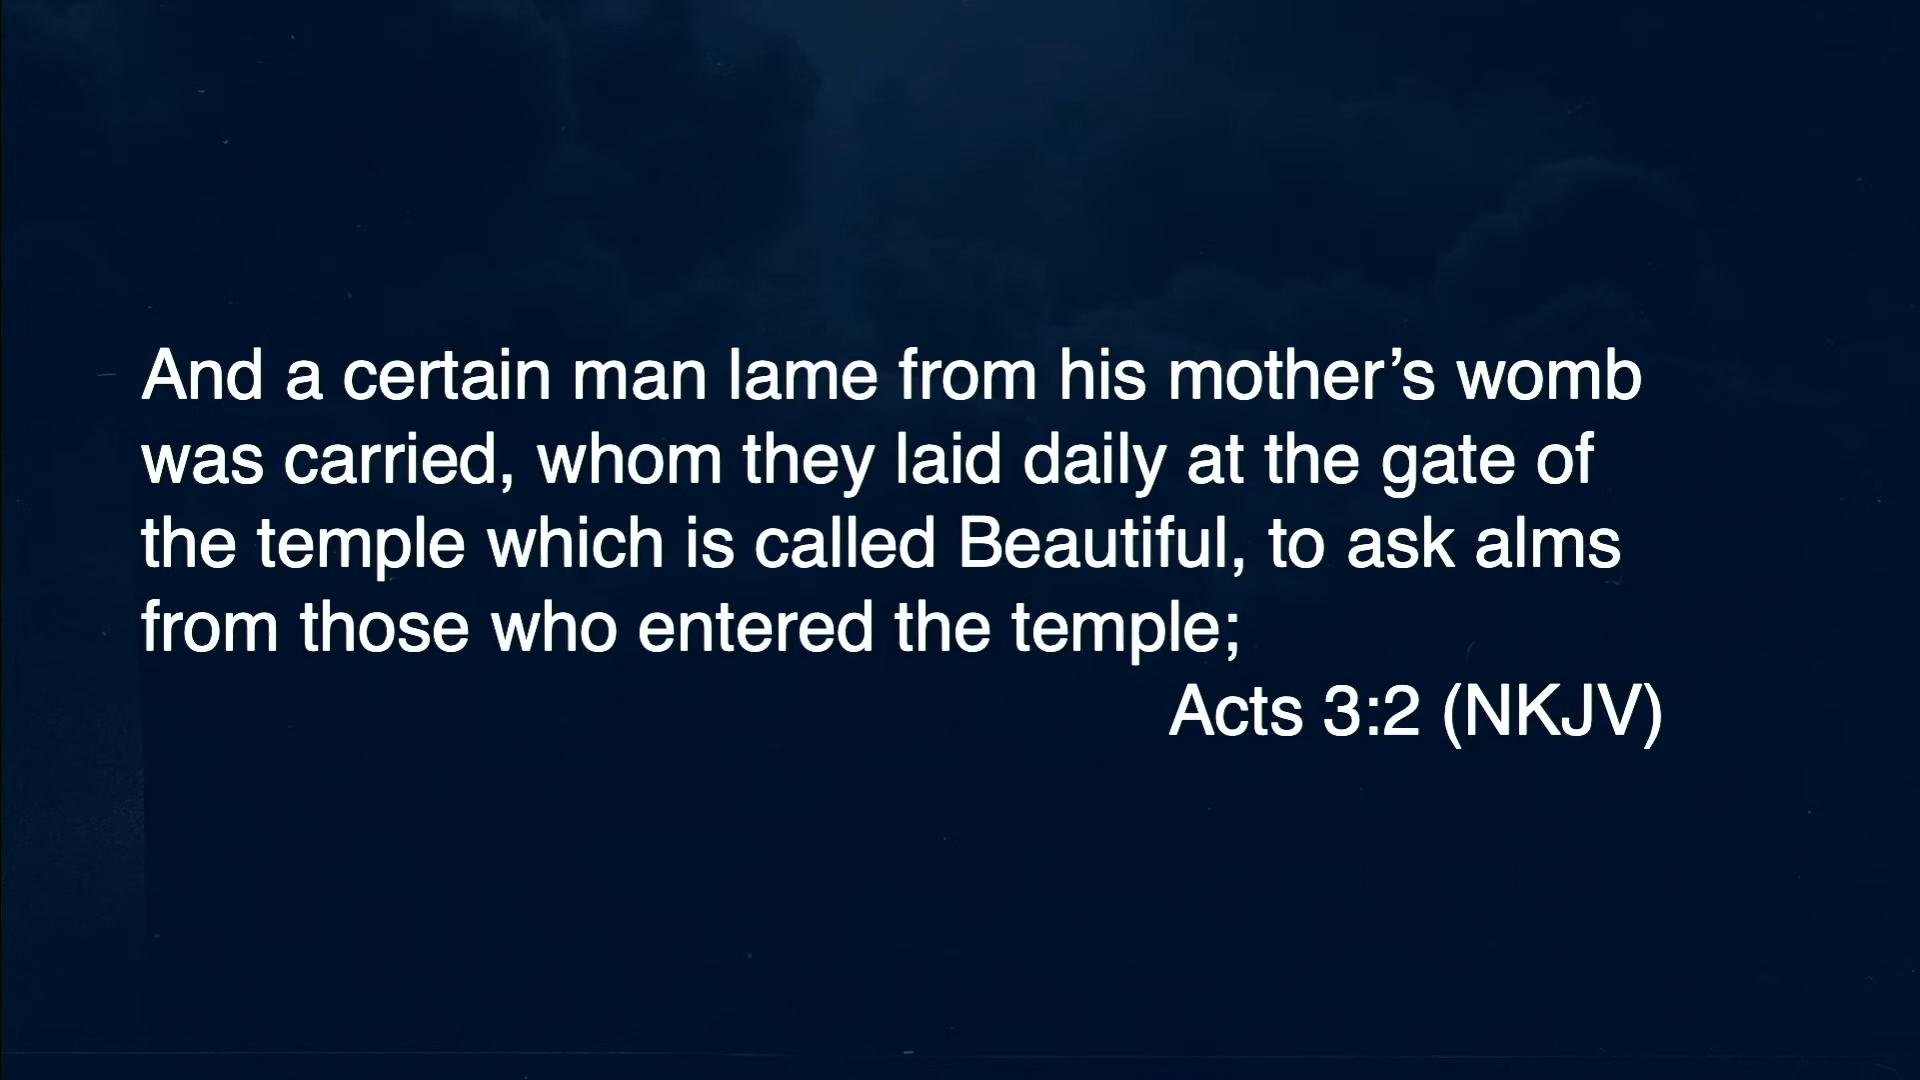 And a certain man lame from his mother’s womb
was carried, whom they laid daily at the gate of
the temple which is called Beautiful, to ask alms
from those who entered the temple;
Acts 3:2 (NKJV)